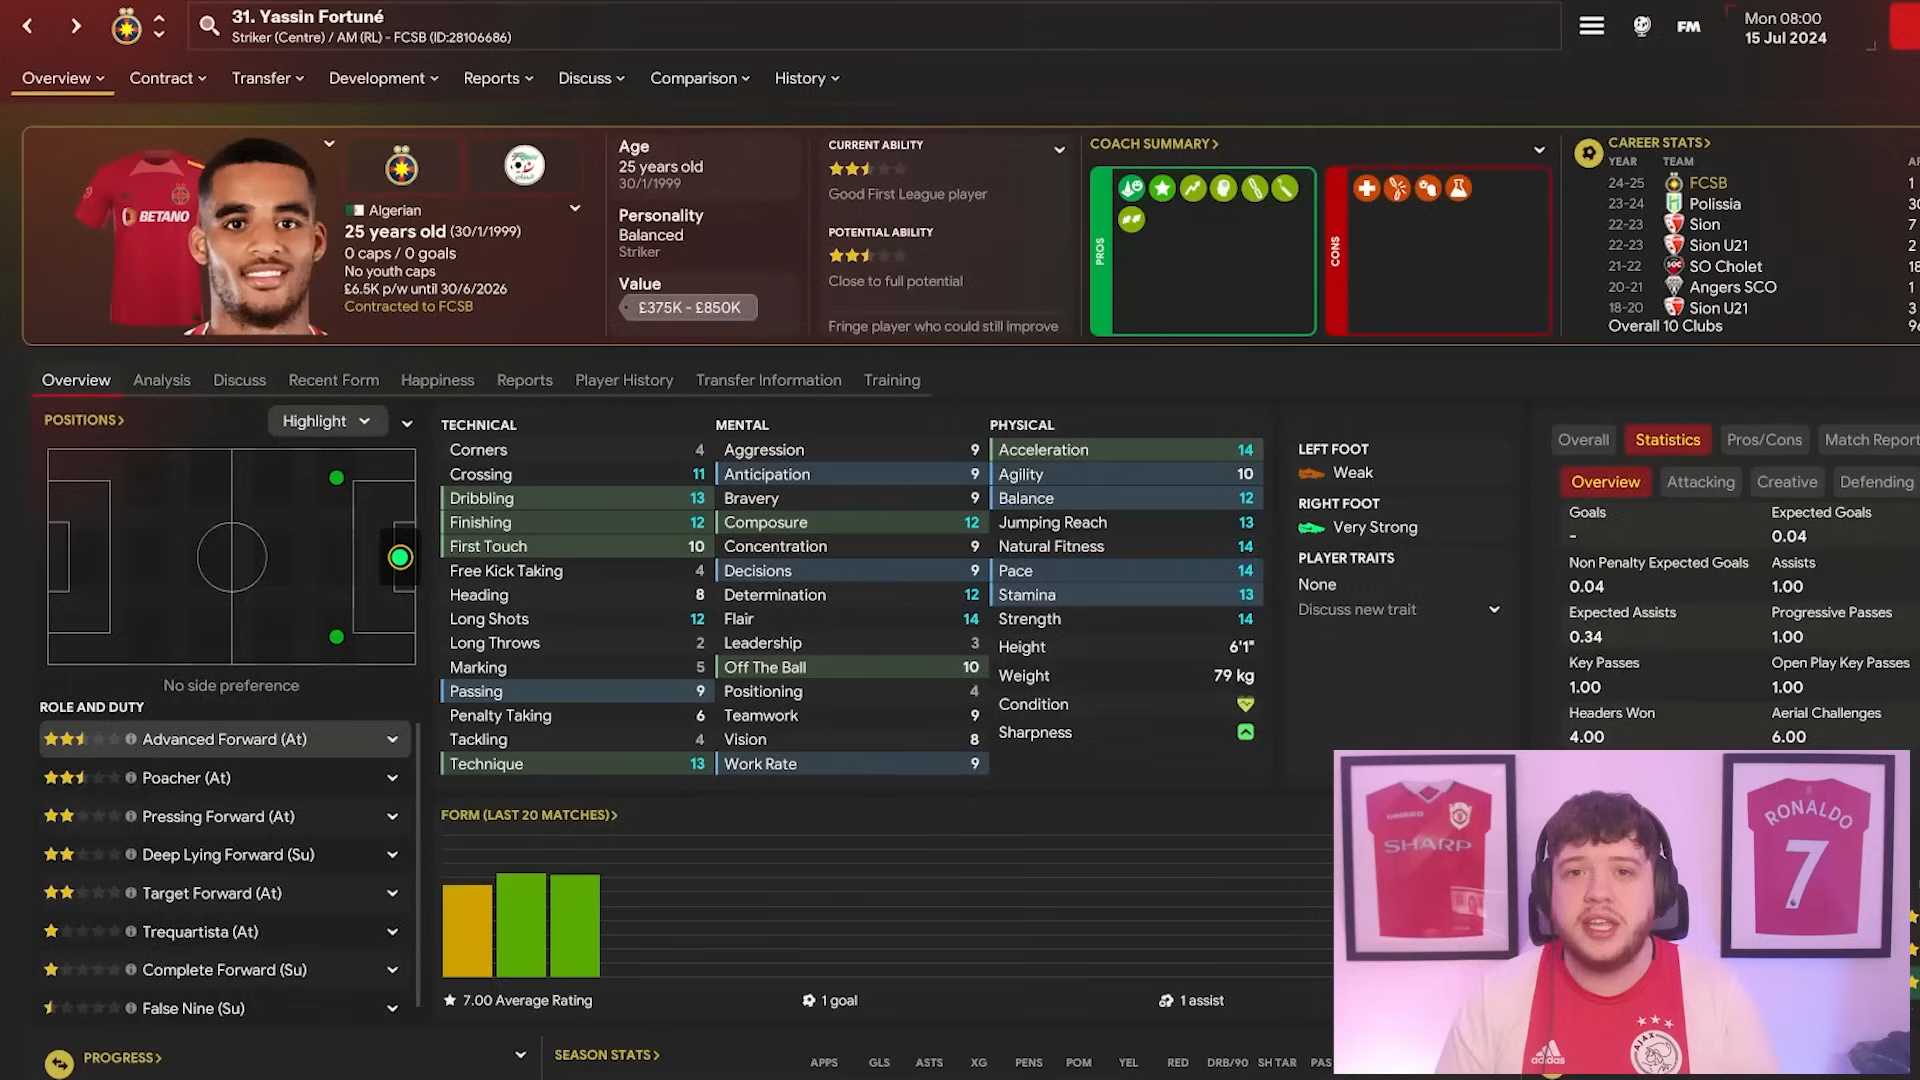 31. Yassin Fortuné
Striker (Centre) / AM (RL) - FCSB (ID:28106686)
FM
Mon 08:00
15 Jul 2024
Overview Contract Transfer Development Reports Discuss Comparison History
BETANO
Algerian
25 years old (30/1/1999)
0 caps / 0 goals
No youth caps
£6.5K p/w until 30/6/2026
Contracted to FCSB
Age
25 years old
30/1/1999
Personality
Balanced
Striker
Value
£375K - £850K
CURRENT ABILITY
Good First League player
POTENTIAL ABILITY
Close to full potential
Fringe player who could still improve
COACH SUMMARY>
PROS
CONS
CAREER STATS>
YEAR TEAM
24-25 FCSB 1
23-24 Polissia
22-23 Sion 7
22-23 Sion U21 2
21-22 SO Cholet
20-21 Angers SCO 1
18-20 Sion U21 3
Overall 10 Clubs
Overview Analysis Discuss Recent Form Happiness Reports Player History Transfer Information Training
POSITIONS>
Highlight
No side preference
ROLE AND DUTY
Advanced Forward (At)
Poacher (At)
Pressing Forward (At)
Deep Lying Forward (Su)
Target Forward (At)
Trequartista (At)
Complete Forward (Su)
False Nine (Su)
PROGRESS>
TECHNICAL
Corners 4
Crossing 11
Dribbling 13
Finishing 12
First Touch 10
Free Kick Taking 4
Heading 8
Long Shots 12
Long Throws 2
Marking 5
Passing 9
Penalty Taking 6
Tackling 4
Technique 13
MENTAL
Aggression 9
Anticipation 9
Bravery 9
Composure 12
Concentration 9
Decisions 9
Determination 12
Flair 14
Leadership 3
Off The Ball 10
Positioning 4
Teamwork 9
Vision 8
Work Rate 9
PHYSICAL
Acceleration 14
Agility 10
Balance 12
Jumping Reach 13
Natural Fitness 14
Pace 14
Stamina 13
Strength 14
Height 6'1"
Weight 79 kg
Condition
Sharpness
LEFT FOOT
Weak
RIGHT FOOT
Very Strong
PLAYER TRAITS
None
Discuss new trait
Overall Statistics Pros/Cons Match Report
Overview Attacking Creative Defending
Goals Expected Goals
- 0.04
Non Penalty Expected Goals Assists
0.04 1.00
Expected Assists Progressive Passes
0.34 1.00
Key Passes Open Play Key Passes
1.00 1.00
Headers Won Aerial Challenges
4.00 6.00
FORM (LAST 20 MATCHES)>
7.00 Average Rating 1 goal 1 assist
SEASON STATS>
APPS GLS ASTS XG PENS POM YEL RED DRB/90 SH TAR PAS
UMBRO
SHARP
RONALDO
7
adidas
AJAX